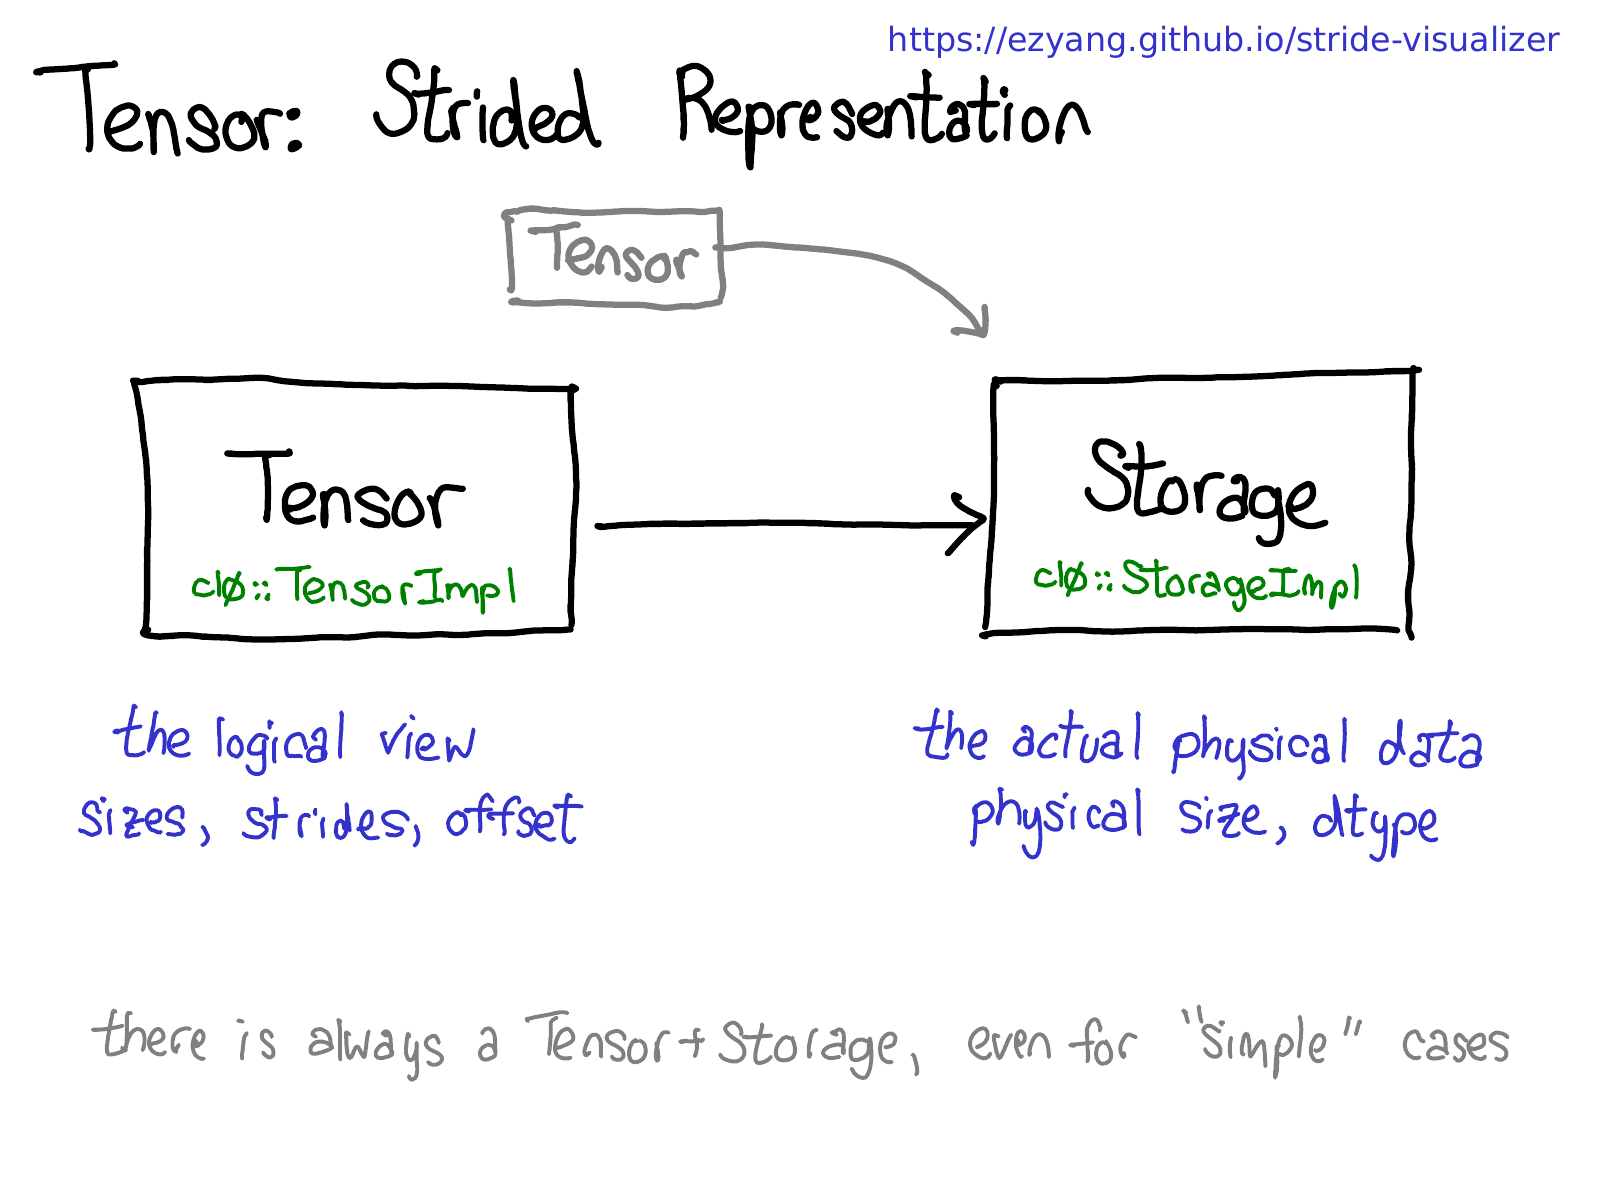 https://ezyang.github.io/stride-visualizer
Tensor: Strided Representation
Tensor
Tensor
c10::TensorImpl
Storage
c10::StorageImpl
the logical view
sizes, strides, offset
the actual physical data
physical size, dtype
there is always a Tensor+Storage, even for "simple" cases